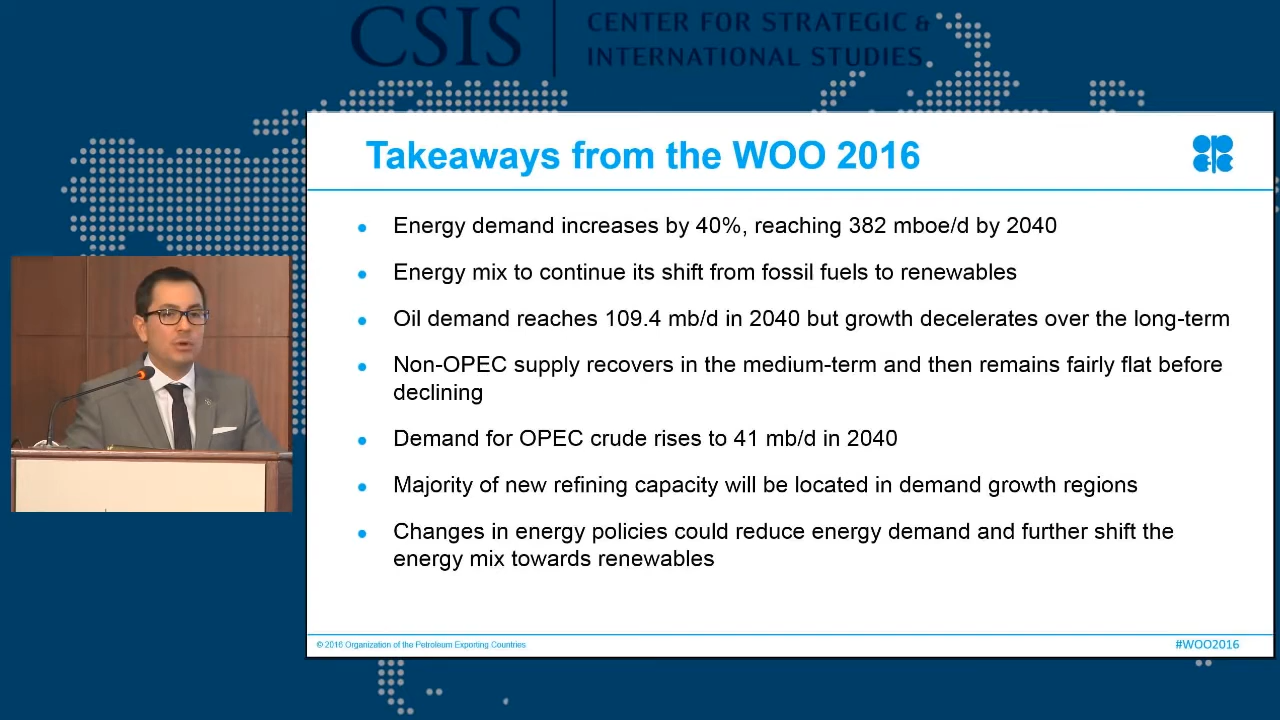 CSIS
CENTER FOR STRATEGIC &
INTERNATIONAL STUDIES
Takeaways from the WOO 2016
OPEC
• Energy demand increases by 40%, reaching 382 mboe/d by 2040
• Energy mix to continue its shift from fossil fuels to renewables
• Oil demand reaches 109.4 mb/d in 2040 but growth decelerates over the long-term
• Non-OPEC supply recovers in the medium-term and then remains fairly flat before
declining
• Demand for OPEC crude rises to 41 mb/d in 2040
• Majority of new refining capacity will be located in demand growth regions
• Changes in energy policies could reduce energy demand and further shift the
energy mix towards renewables
© 2016 Organization of the Petroleum Exporting Countries
#WOO2016